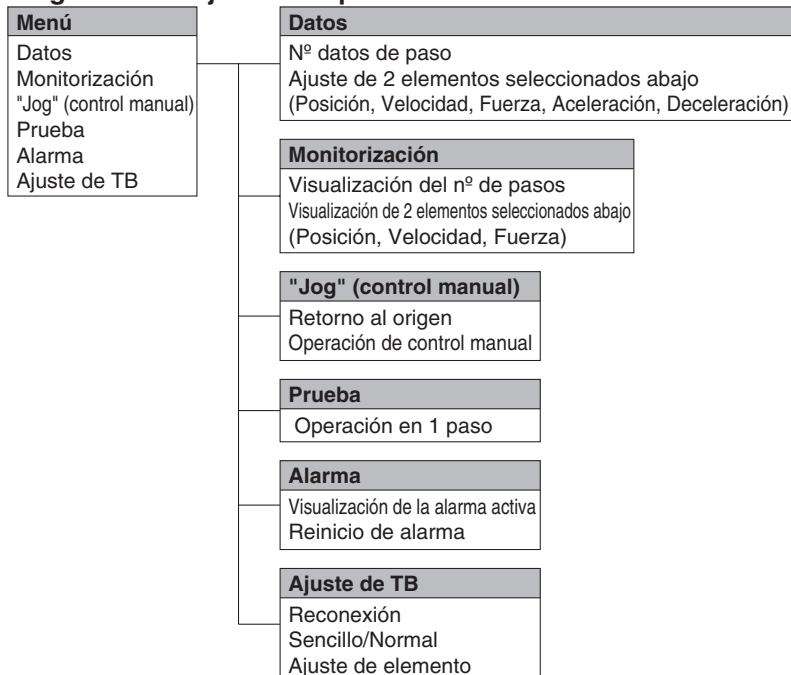 Menú
Datos
Monitorización
"Jog" (control manual)
Prueba
Alarma
Ajuste de TB
Datos
Nº datos de paso
Ajuste de 2 elementos seleccionados abajo
(Posición, Velocidad, Fuerza, Aceleración, Deceleración)
Monitorización
Visualización del nº de pasos
Visualización de 2 elementos seleccionados abajo
(Posición, Velocidad, Fuerza)
"Jog" (control manual)
Retorno al origen
Operación de control manual
Prueba
Operación en 1 paso
Alarma
Visualización de la alarma activa
Reinicio de alarma
Ajuste de TB
Reconexión
Sencillo/Normal
Ajuste de elemento